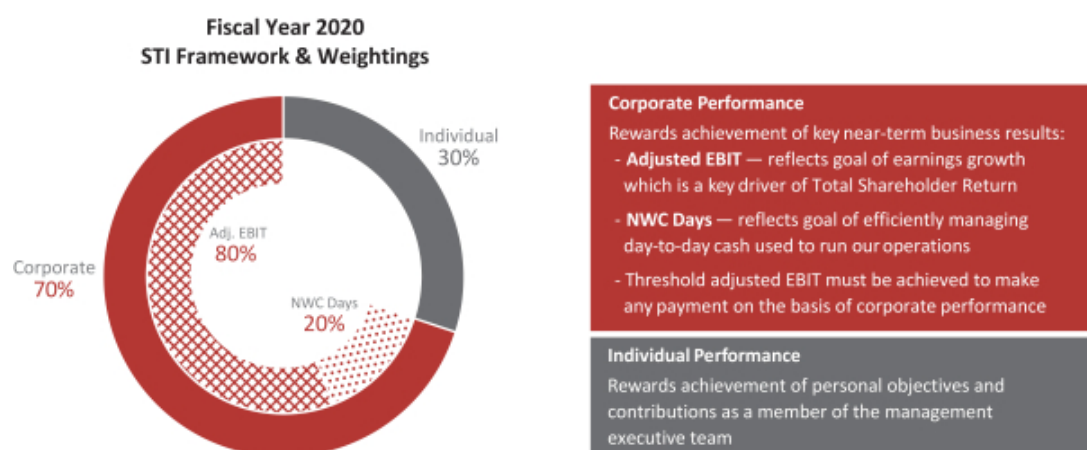 Fiscal Year 2020
STI Framework & Weightings
Individual
30%
Adj. EBIT
80%
Corporate
70%
NWC Days
20%
Corporate Performance
Rewards achievement of key near-term business results:
- Adjusted EBIT — reflects goal of earnings growth
which is a key driver of Total Shareholder Return
- NWC Days — reflects goal of efficiently managing
day-to-day cash used to run our operations
- Threshold adjusted EBIT must be achieved to make
any payment on the basis of corporate performance
Individual Performance
Rewards achievement of personal objectives and
contributions as a member of the management
executive team